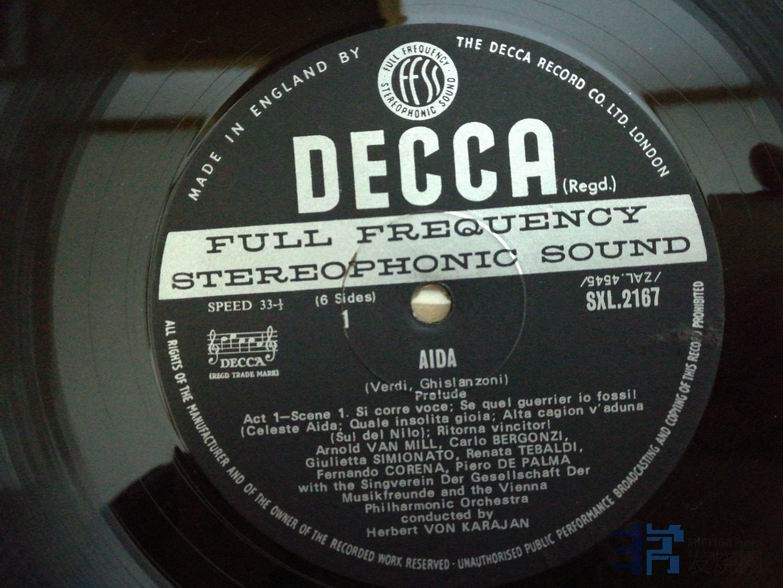 MADE IN ENGLAND BY
THE DECCA RECORD CO. LTD. LONDON
FULL FREQUENCY
FFSS
STEREOPHONIC SOUND
DECCA (Regd.)
FULL FREQUENCY
STEREOPHONIC SOUND
SPEED 33-⅓
(6 Sides)
1
/ZAL.4545/
SXL.2167
DECCA
(REGD TRADE MARK)
AIDA
(Verdi, Ghislanzoni)
Prelude
Act 1—Scene 1. Si corre voce; Se quel guerrier io fossi!
(Celeste Aida; Quale insolita gioia; Alta cagion v'aduna
(Sul del Nilo); Ritorna vincitor!
Arnold VAN MILL, Carlo BERGONZI,
Giulietta SIMIONATO, Renata TEBALDI,
Fernando CORENA, Piero DE PALMA
with the Singverein Der Gesellschaft Der
Musikfreunde and the Vienna
Philharmonic Orchestra
conducted by
Herbert VON KARAJAN
ALL RIGHTS OF THE MANUFACTURER AND OF THE OWNER OF THE RECORDED WORK RESERVED · UNAUTHORISED PUBLIC PERFORMANCE BROADCASTING AND COPYING OF THIS RECORD PROHIBITED